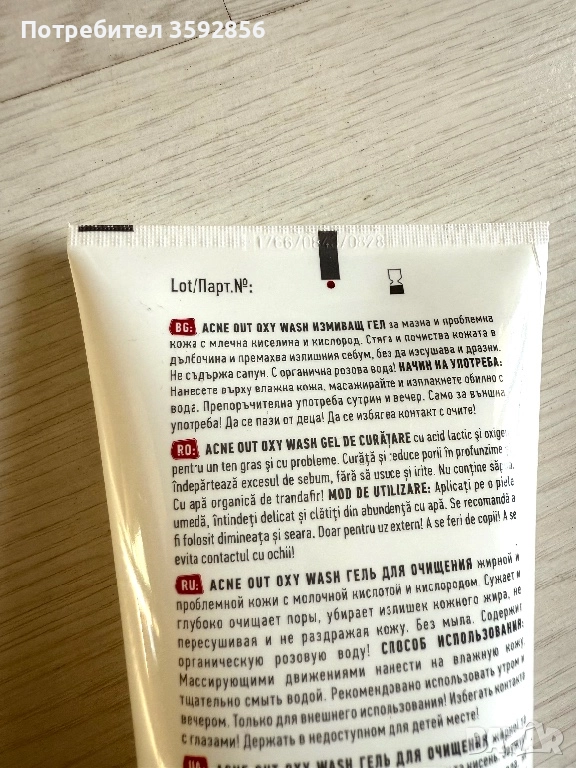 Потребител 3592856
Lot/Парт.№:
BG: ACNE OUT OXY WASH ИЗМИВАЩ ГЕЛ за мазна и проблемна
кожа с млечна киселина и кислород. Стяга и почиства кожата в
дълбочина и премахва излишния себум, без да изсушава и дразни.
Не съдържа сапун. С органична розова вода! НАЧИН НА УПОТРЕБА:
Нанесете върху влажна кожа, масажирайте и изплакнете обилно с
вода. Препоръчителна употреба сутрин и вечер. Само за външна
употреба! Да се пази от деца! Да се избягва контакт с очите!
RO: ACNE OUT OXY WASH GEL DE CURĂȚARE cu acid lactic și oxigen
pentru un ten gras și cu probleme. Curăță și reduce porii în profunzime
îndepărtează excesul de sebum, fără să usuce și irite. Nu conține
Cu apă organică de trandafir! MOD DE UTILIZARE: Aplicați pe o piele
umedă, întindeți delicat și clătiți din abundență cu apă. Se recomandă a
fi folosit dimineața și seara. Doar pentru uz extern! A se feri de copii! A se
evita contactul cu ochii!
RU: ACNE OUT OXY WASH ГЕЛЬ ДЛЯ ОЧИЩЕНИЯ жирной и
проблемной кожи с молочной кислотой и кислородом. Сужает и
глубоко очищает поры, убирает излишек кожного жира, не
пересушивая и не раздражая кожу. Без мыла. Содержит
органическую розовую воду! СПОСОБ ИСПОЛЬЗОВАНИЯ:
Массирующими движениями нанести на влажную кожу,
тщательно смыть водой. Рекомендовано использовать утром и
вечером. Только для внешнего использования! Избегать контакта
с глазами! Держать в недоступном для детей месте!
UA: ACNE OUT OXY WASH ГЕЛЬ ДЛЯ ОЧИЩЕННЯ жирної та